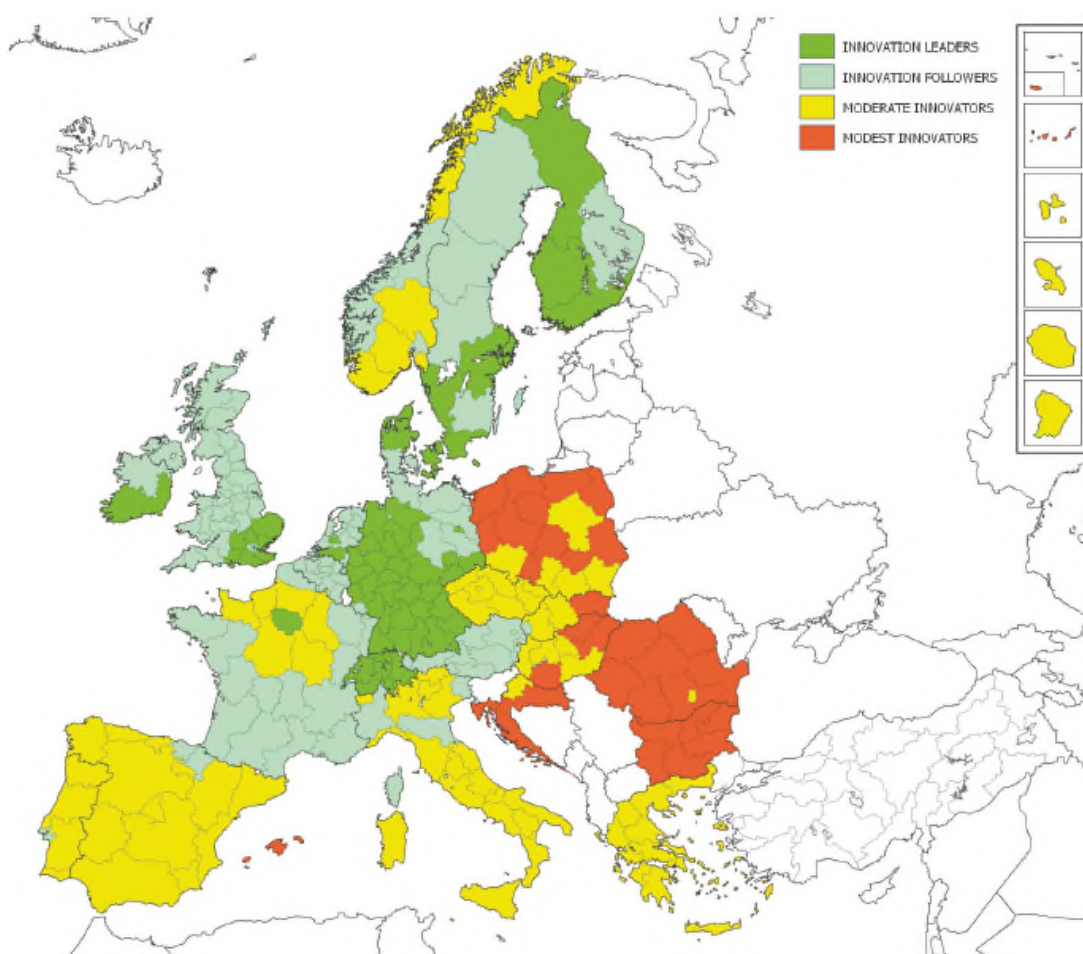 INNOVATION LEADERS
INNOVATION FOLLOWERS
MODERATE INNOVATORS
MODEST INNOVATORS